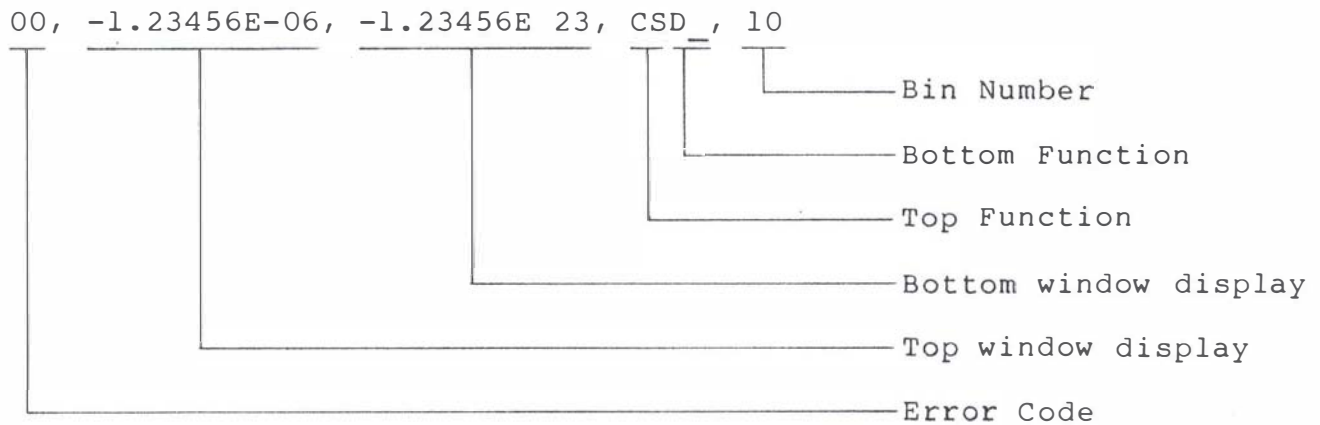 00, -1.23456E-06, -1.23456E 23, CSD_, 10
Bin Number
Bottom Function
Top Function
Bottom window display
Top window display
Error Code